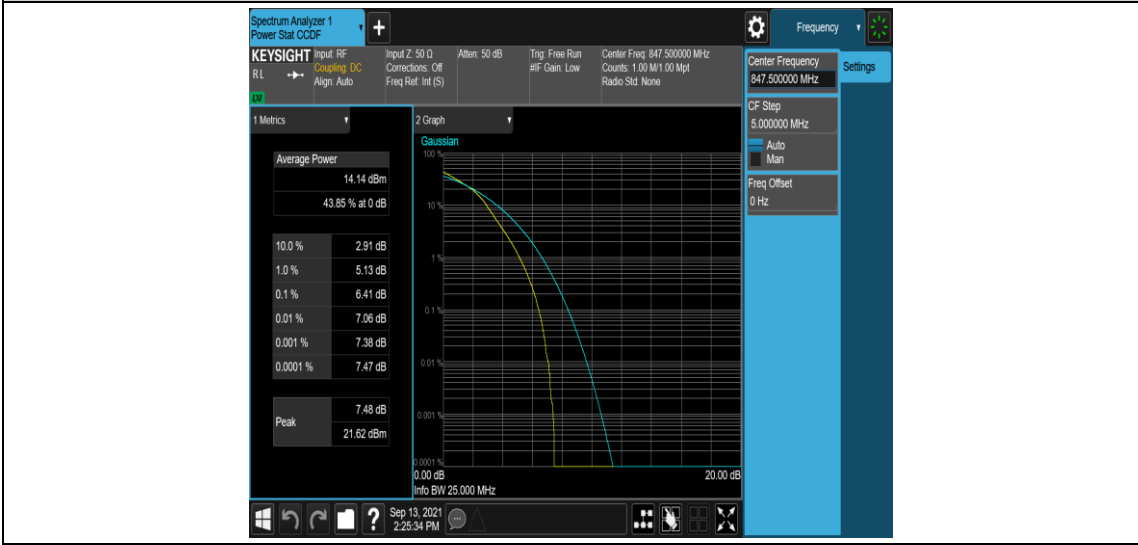 Spectrum Analyzer 1
Power Stat CCDF
+
Frequency
KEYSIGHT
RL
LM
Input: RF
Coupling: DC
Align: Auto
Input Z: 50 Ω
Corrections: Off
Freq Ref: Int (S)
Atten: 50 dB
Trig: Free Run
#IF Gain: Low
Center Freq: 847.500000 MHz
Counts: 1.00 M/1.00 Mpt
Radio Std: None
Center Frequency
847.500000 MHz
Settings
CF Step
5.000000 MHz
Auto
Man
Freq Offset
0 Hz
1 Metrics
Average Power
14.14 dBm
43.85 % at 0 dB
10.0 % 2.91 dB
1.0 % 5.13 dB
0.1 % 6.41 dB
0.01 % 7.06 dB
0.001 % 7.38 dB
0.0001 % 7.47 dB
Peak
7.48 dB
21.62 dBm
2 Graph
Gaussian
100 %
10 %
1 %
0.1 %
0.01 %
0.001 %
0.0001 %
0.00 dB
20.00 dB
Info BW 25.000 MHz
?
Sep 13, 2021
2:25:34 PM